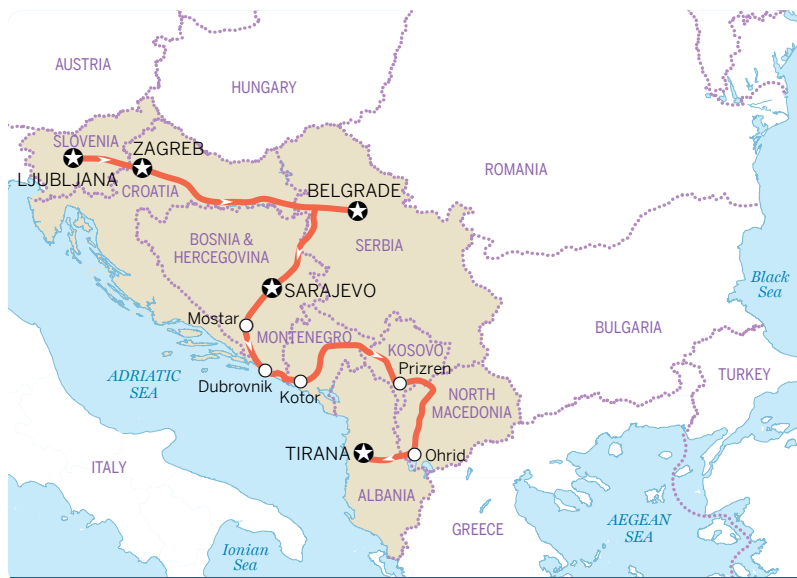 AUSTRIA
HUNGARY
SLOVENIA
ZAGREB
LJUBLJANA
CROATIA
ROMANIA
BELGRADE
BOSNIA &
HERCEGOVINA
SERBIA
SARAJEVO
Black
Sea
Mostar
MONTENEGRO
BULGARIA
KOSOVO
Prizren
ADRIATIC
SEA
Dubrovnik
Kotor
TURKEY
NORTH
MACEDONIA
TIRANA
Ohrid
ITALY
ALBANIA
GREECE
AEGEAN
SEA
Ionian
Sea